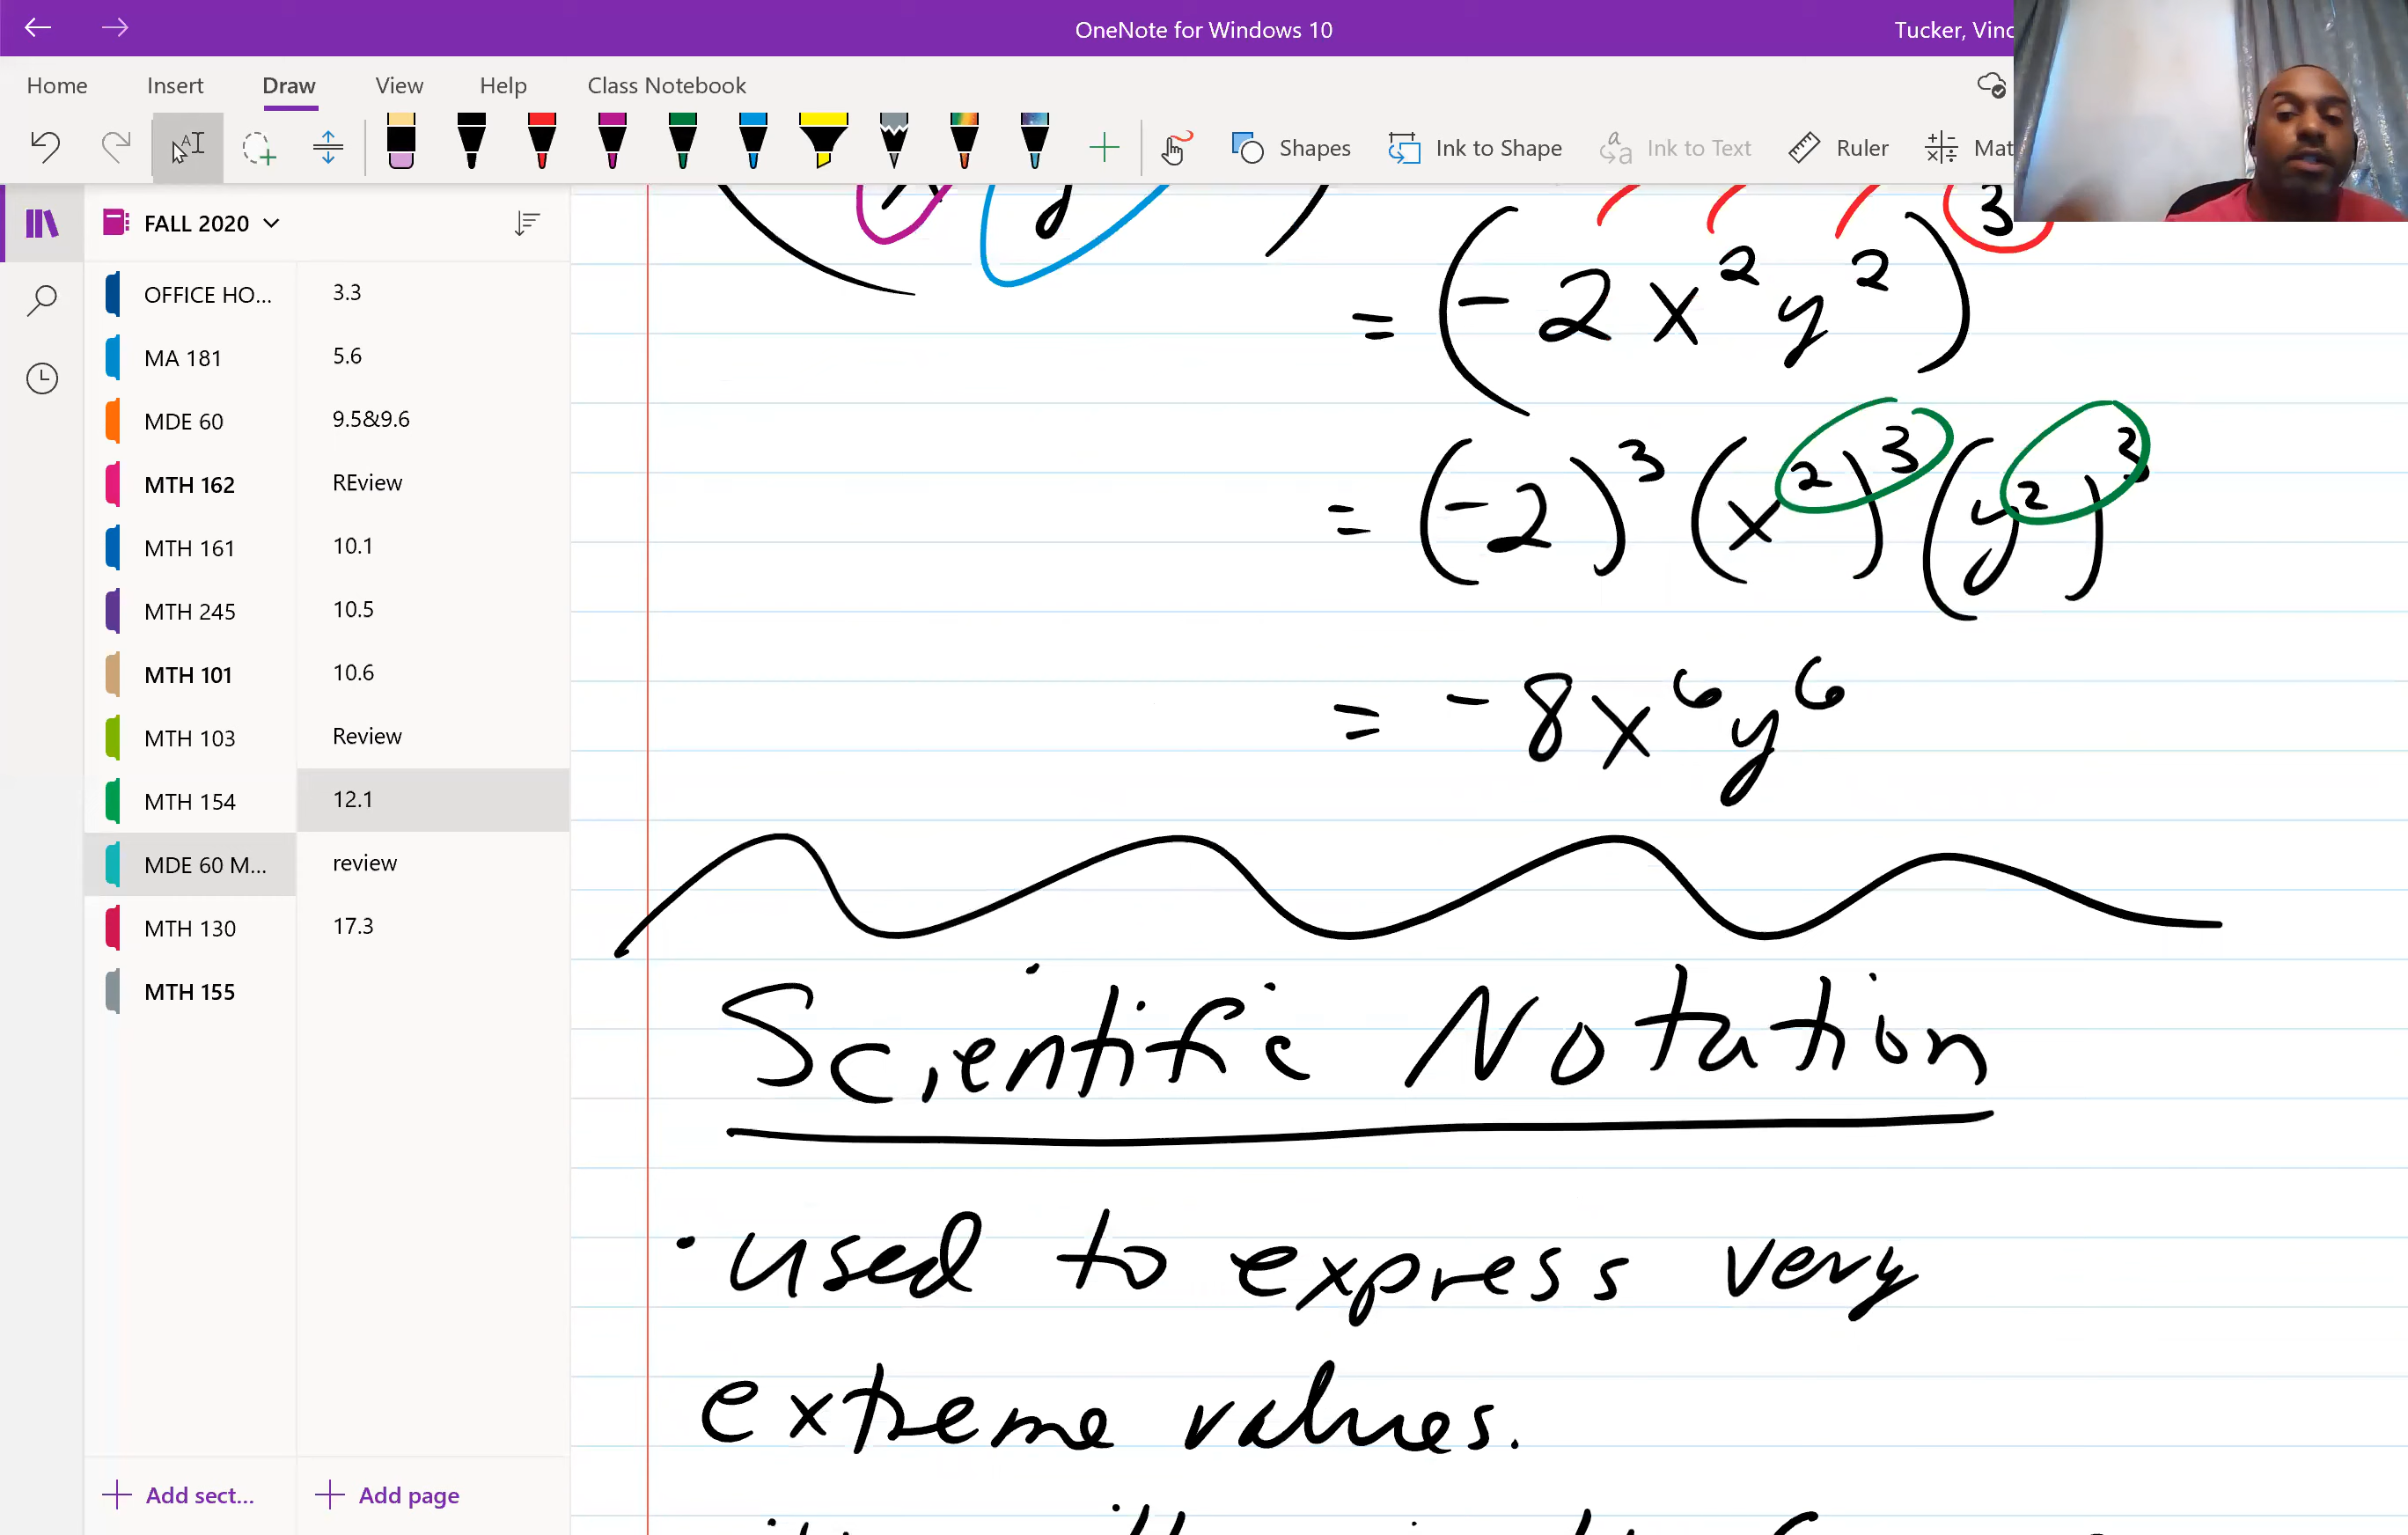 OneNote for Windows 10
Tucker, Vinc
Home Insert Draw View Help Class Notebook
Shapes Ink to Shape Ink to Text Ruler Mat
FALL 2020
OFFICE HO...
MA 181
MDE 60
MTH 162
MTH 161
MTH 245
MTH 101
MTH 103
MTH 154
MDE 60 M...
MTH 130
MTH 155
Add sect...
3.3
5.6
9.5&9.6
REview
10.1
10.5
10.6
Review
12.1
review
17.3
Add page
= (-2x²y²)³
= (-2)³(x²)³(y²)³
= -8x⁶y⁶
Scientific Notation
· used to express very
extreme values.